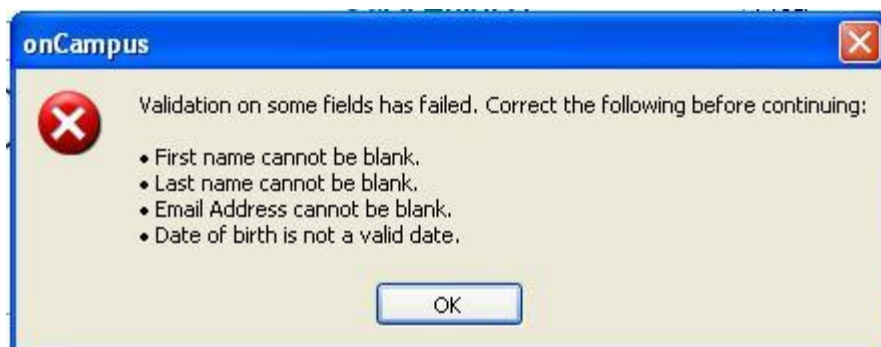 onCampus
Validation on some fields has failed. Correct the following before continuing:
• First name cannot be blank.
• Last name cannot be blank.
• Email Address cannot be blank.
• Date of birth is not a valid date.
OK